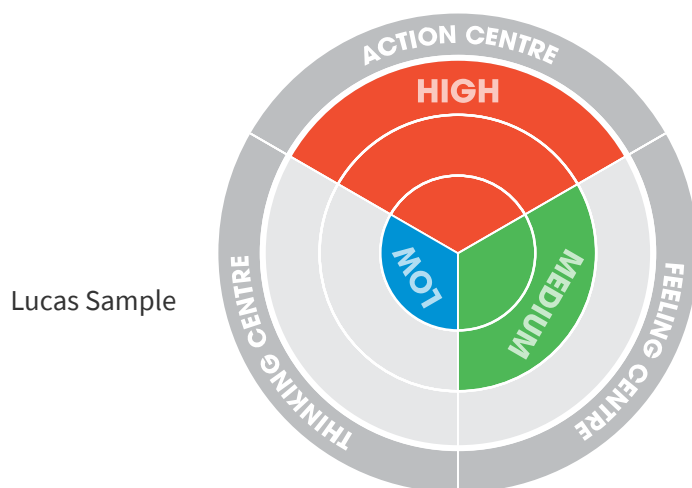 ACTION CENTRE
HIGH
LOW
MEDIUM
Lucas Sample
THINKING CENTRE
FEELING CENTRE